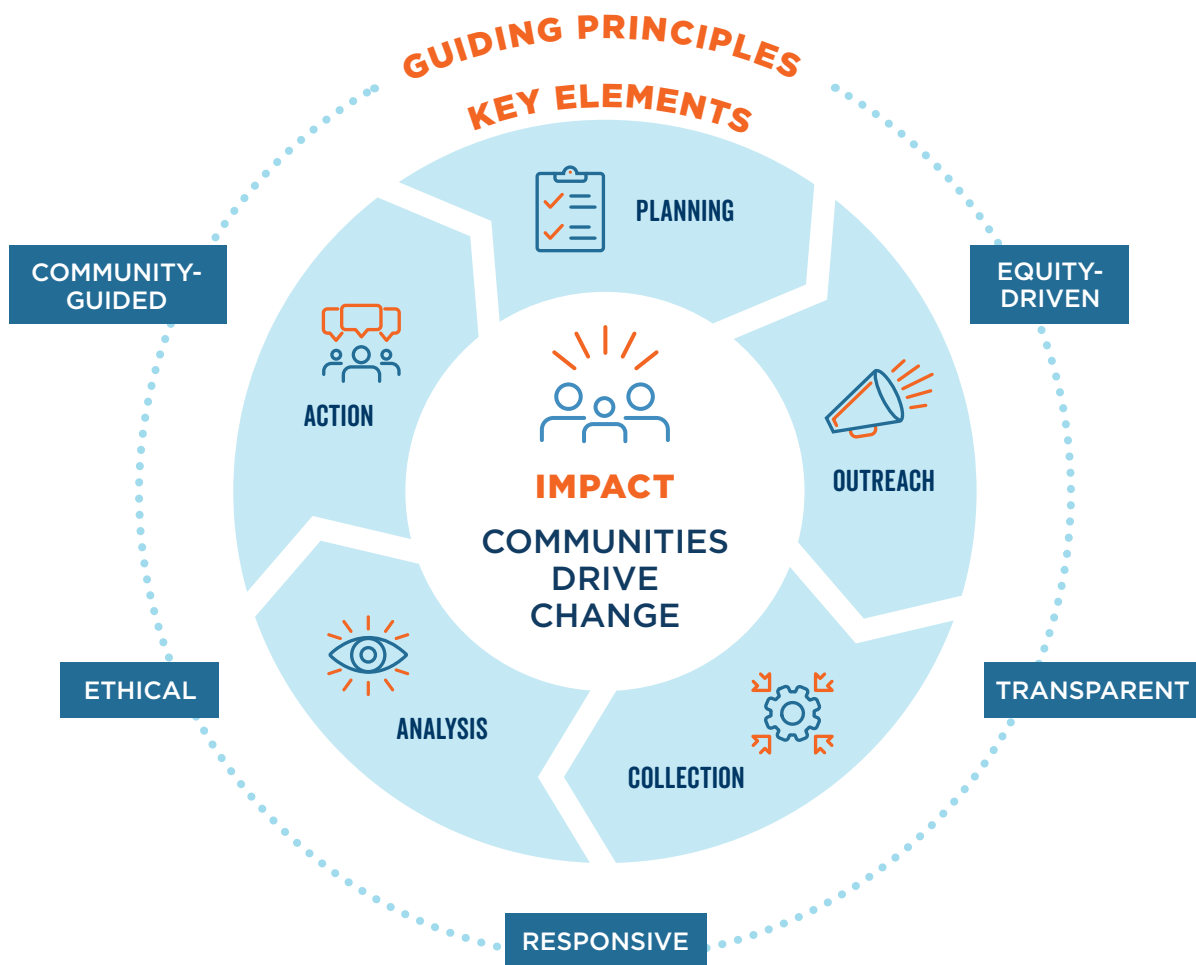 GUIDING PRINCIPLES
KEY ELEMENTS
PLANNING
COMMUNITY-
GUIDED
EQUITY-
DRIVEN
ACTION
OUTREACH
IMPACT
COMMUNITIES
DRIVE
CHANGE
ETHICAL
TRANSPARENT
ANALYSIS
COLLECTION
RESPONSIVE